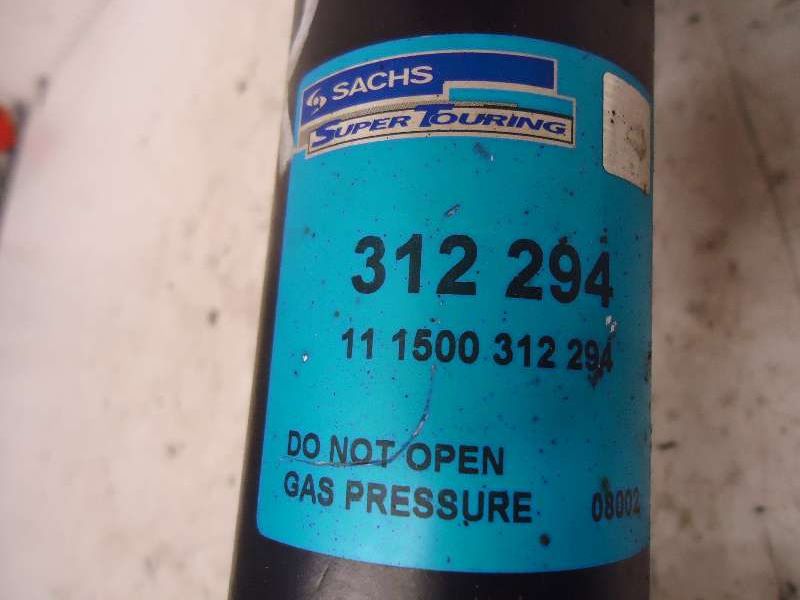 SACHS
SUPER TOURING
312 294
11 1500 312 294
DO NOT OPEN
GAS PRESSURE 08002